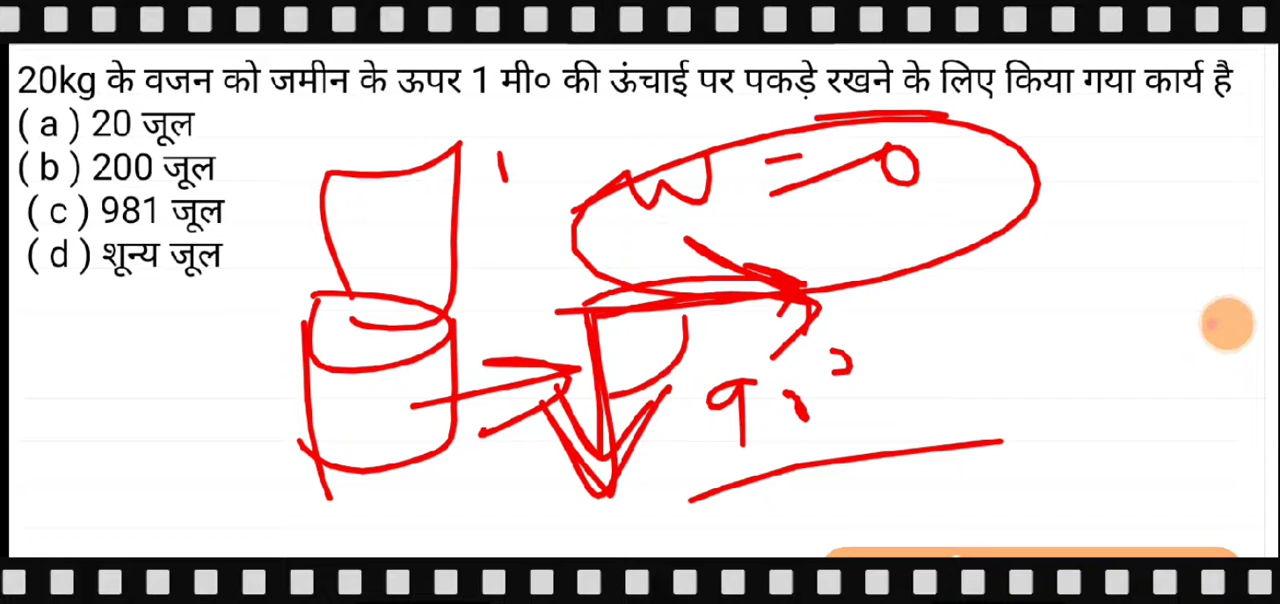 20kg के वजन को जमीन के ऊपर 1 मी० की ऊंचाई पर पकड़े रखने के लिए किया गया कार्य है
( a ) 20 जूल
( b ) 200 जूल
( c ) 981 जूल
( d ) शून्य जूल
W = 0